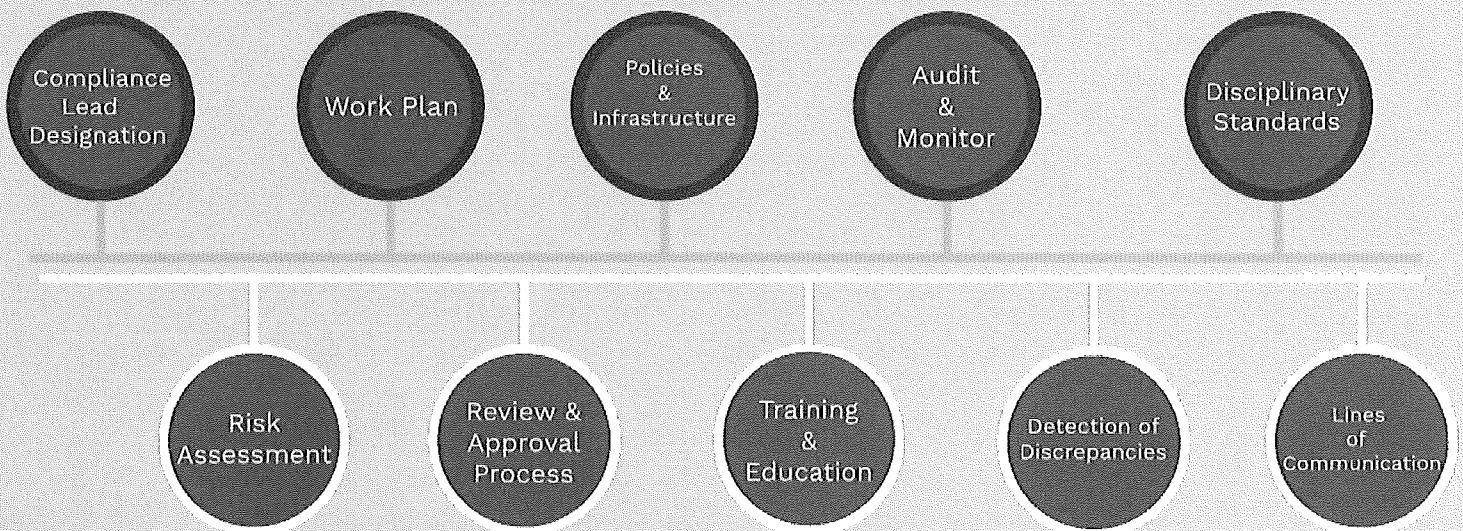 Compliance
Lead
Designation
Work Plan
Policies
&
Infrastructure
Audit
&
Monitor
Disciplinary
Standards
Risk
Assessment
Review &
Approval
Process
Training
&
Education
Detection of
Discrepancies
Lines
of
Communication